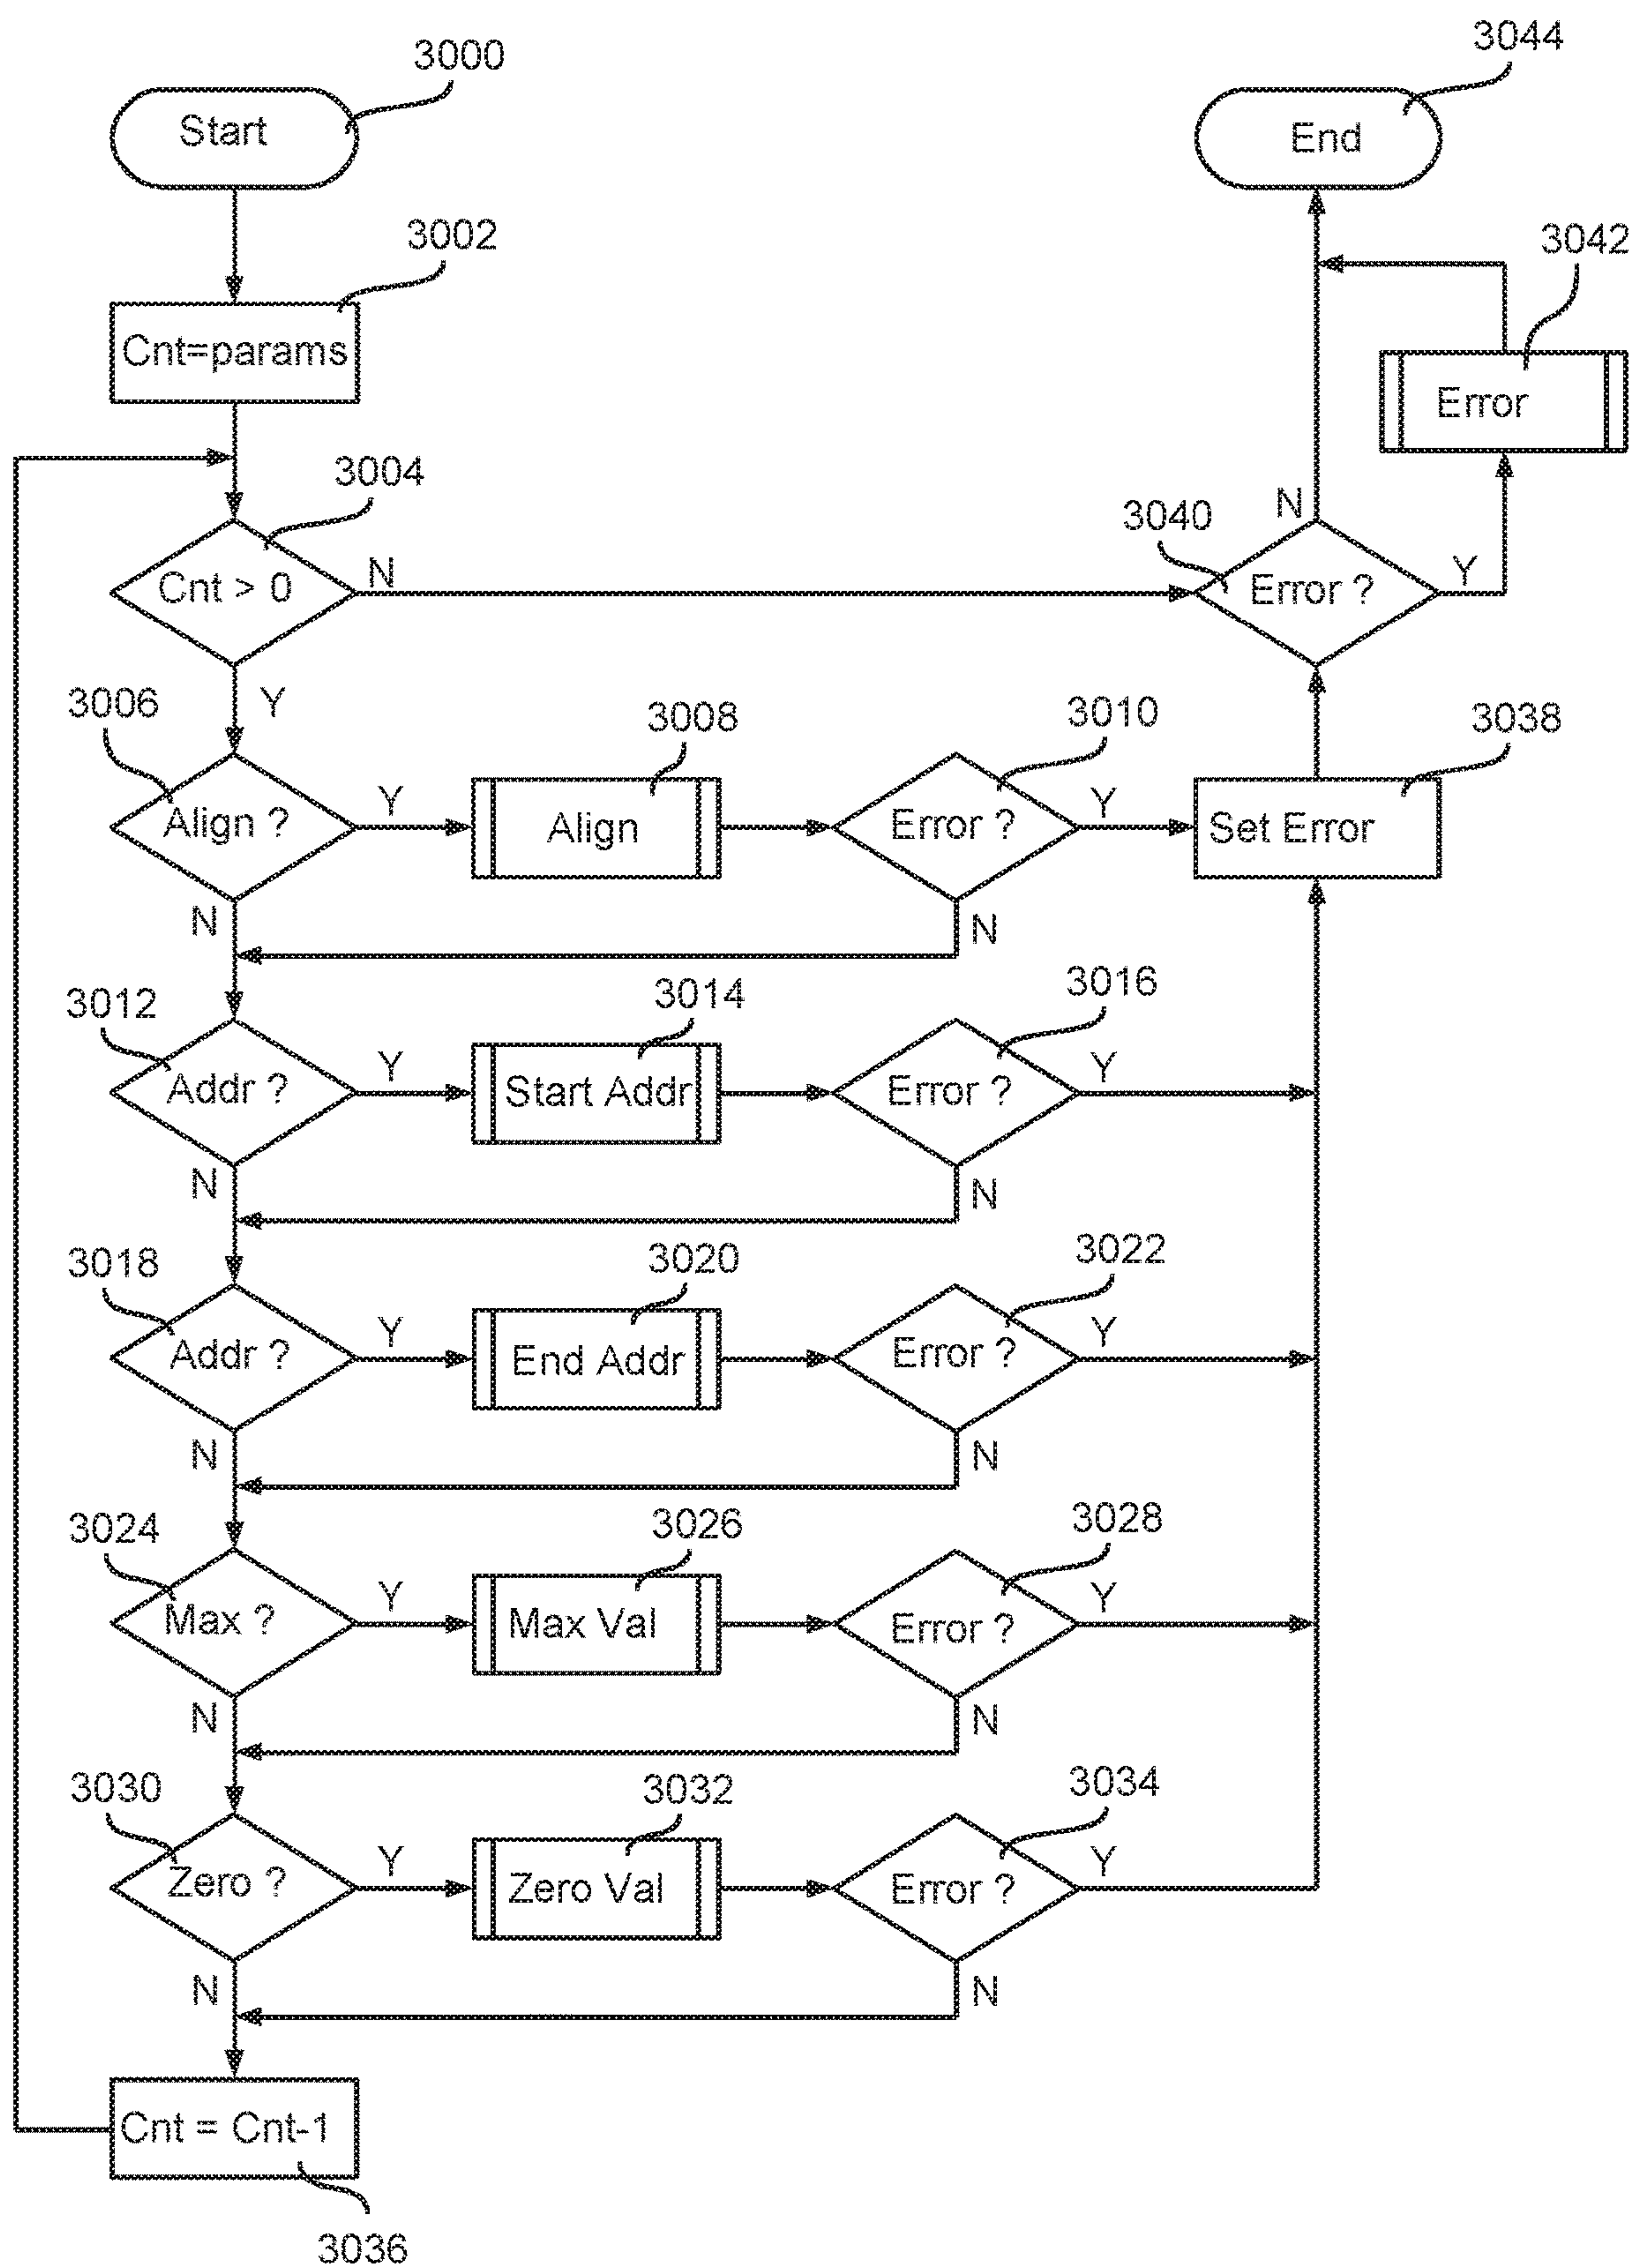 3000
Start
3044
End
3002
Cnt=params
3042
Error
3004
Cnt > 0
N
3040
Error ?
N
Y
Y
3006
Align ?
Y
3008
Align
3010
Error ?
Y
3038
Set Error
N
N
3012
Addr ?
Y
3014
Start Addr
3016
Error ?
Y
N
N
3018
Addr ?
Y
3020
End Addr
3022
Error ?
Y
N
N
3024
Max ?
Y
3026
Max Val
3028
Error ?
Y
N
N
3030
Zero ?
Y
3032
Zero Val
3034
Error ?
Y
N
N
Cnt = Cnt-1
3036